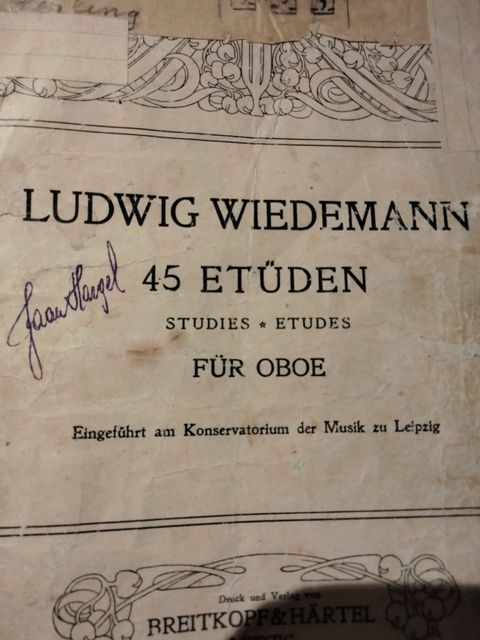 LUDWIG WIEDEMANN
45 ETÜDEN
STUDIES ★ ETUDES
FÜR OBOE
Eingeführt am Konservatorium der Musik zu Leipzig
Druck und Verlag von
BREITKOPF & HÄRTEL
LEIPZIG